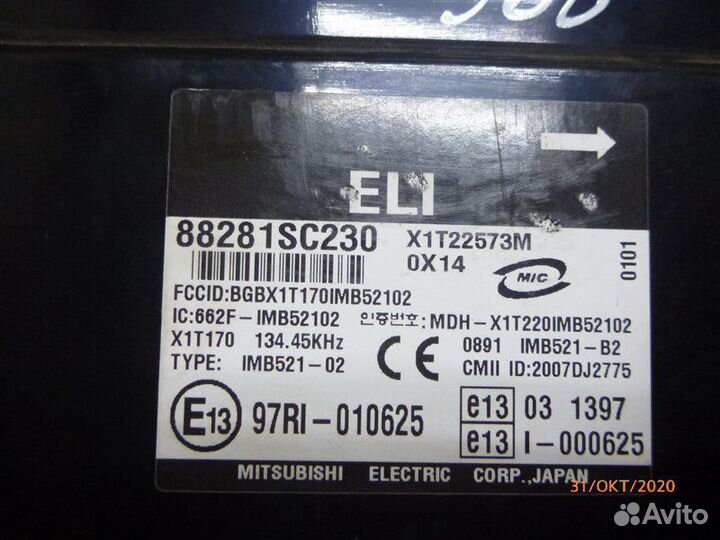 ELI
88281SC230 X1T22573M
0X14 MIC 0101
FCCID:BGBX1T170IMB52102
IC:662F-IMB52102 인증번호:MDH-X1T220IMB52102
X1T170 134.45KHz CE 0891 IMB521-B2
TYPE: IMB521-02 CMII ID:2007DJ2775
E13 97RI-010625 e13 03 1397
e13 I-000625
MITSUBISHI ELECTRIC CORP.,JAPAN
31/ОКТ/2020
Avito